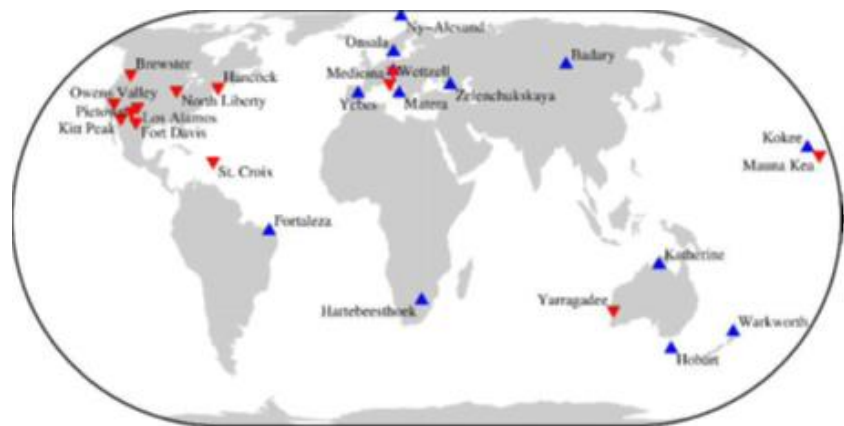 Ny-Alesund
Onsala
Badary
Brewster
Hancock
Medicina
Wettzell
Owens Valley
North Liberty
Zelenchukskaya
Yebes
Matera
Pietown
Los Alamos
Kitt Peak
Fort Davis
Kokee
Mauna Kea
St. Croix
Fortaleza
Katherine
Hartebeesthoek
Yarragadee
Warkworth
Hobart